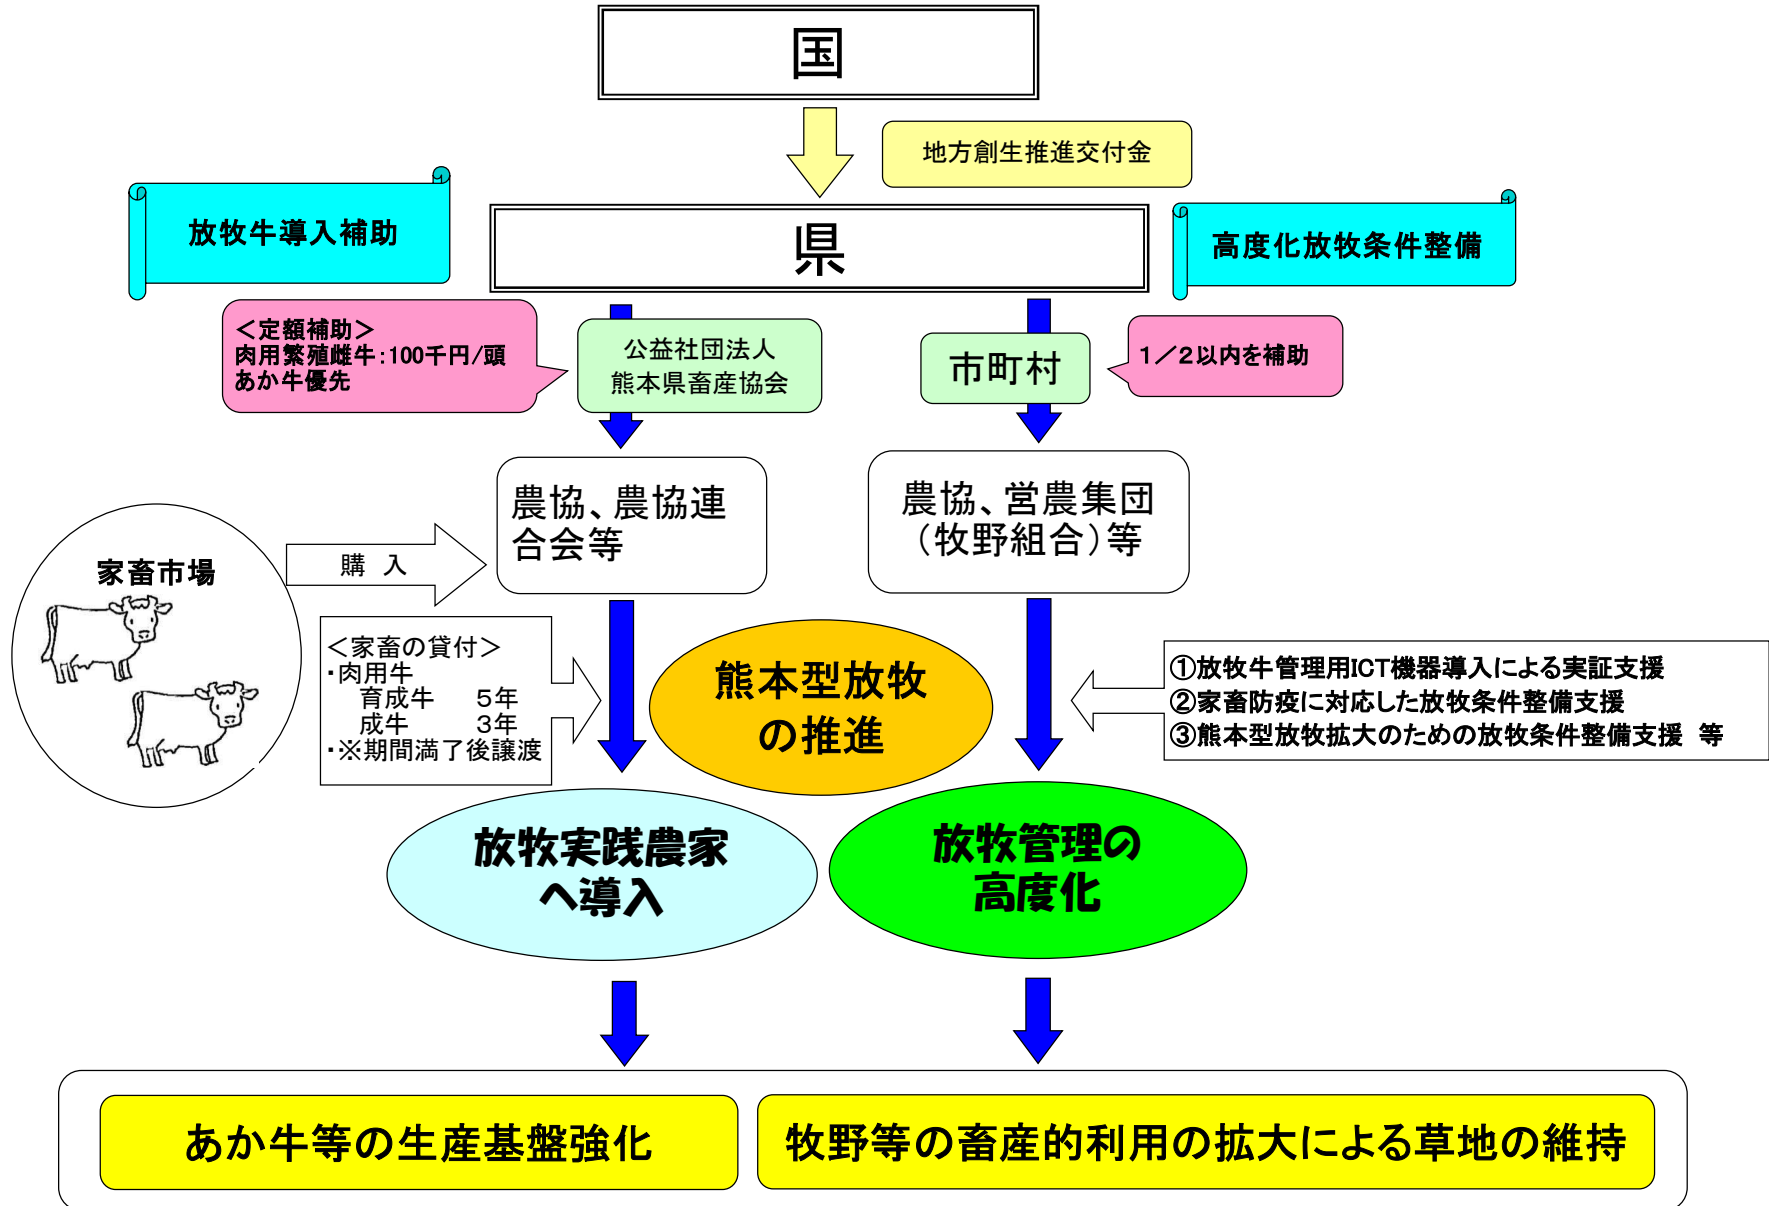 国
地方創生推進交付金
放牧牛導入補助
県
高度化放牧条件整備
＜定額補助＞
肉用繁殖雌牛：100千円/頭
あか牛優先
公益社団法人
熊本県畜産協会
市町村
1／2以内を補助
農協、農協連
合会等
農協、営農集団
（牧野組合）等
家畜市場
購 入
＜家畜の貸付＞
・肉用牛
育成牛 5年
成牛 3年
・※期間満了後譲渡
熊本型放牧
の推進
①放牧牛管理用ICT機器導入による実証支援
②家畜防疫に対応した放牧条件整備支援
③熊本型放牧拡大のための放牧条件整備支援 等
放牧実践農家
へ導入
放牧管理の
高度化
あか牛等の生産基盤強化
牧野等の畜産的利用の拡大による草地の維持